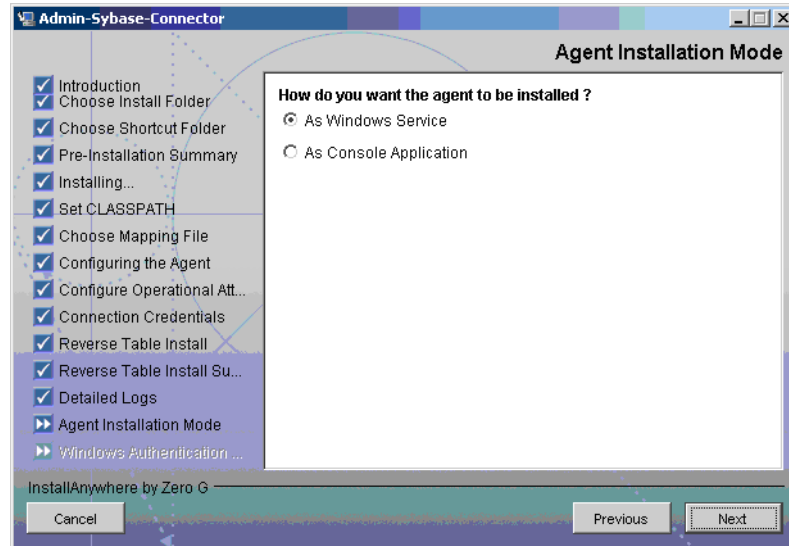 Admin-Sybase-Connector
Agent Installation Mode
Introduction
Choose Install Folder
Choose Shortcut Folder
Pre-Installation Summary
Installing...
Set CLASSPATH
Choose Mapping File
Configuring the Agent
Configure Operational Att...
Connection Credentials
Reverse Table Install
Reverse Table Install Su...
Detailed Logs
Agent Installation Mode
Windows Authentication ...
How do you want the agent to be installed ?
As Windows Service
As Console Application
InstallAnywhere by Zero G
Cancel
Previous
Next